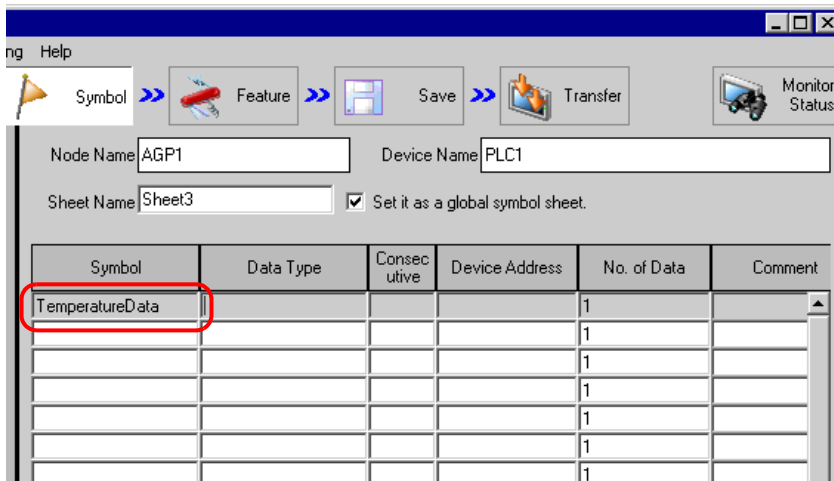 ng Help
Symbol Feature Save Transfer Monitor
Status
Node Name AGP1 Device Name PLC1
Sheet Name Sheet3 Set it as a global symbol sheet.
Symbol Data Type Consec
utive Device Address No. of Data Comment
TemperatureData 1
1
1
1
1
1
1